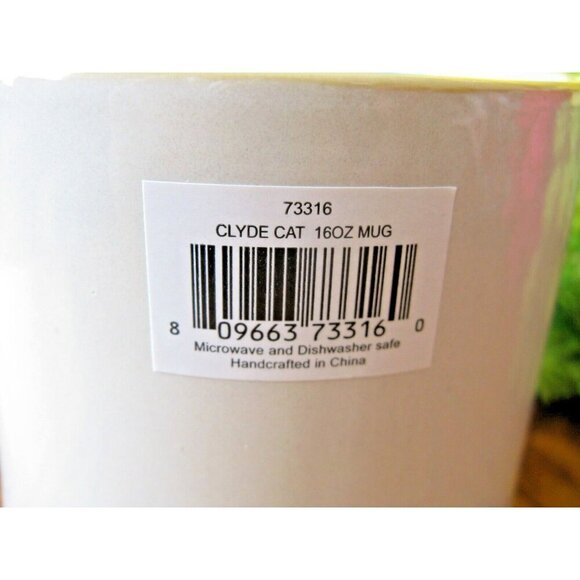 73316
CLYDE CAT 16OZ MUG
8 09663 73316 0
Microwave and Dishwasher safe
Handcrafted in China